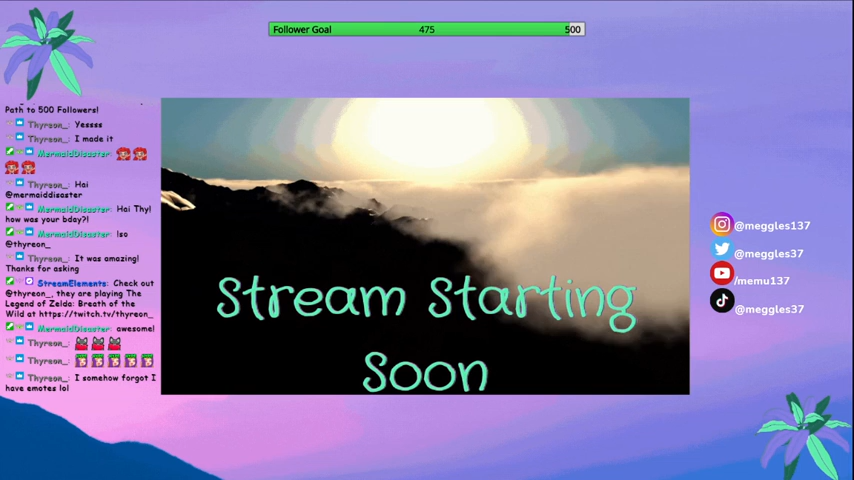 Follower Goal 475 500
Path to 500 Followers!
Thyreon_: Yessss
Thyreon_: I made it
MermaidDisaster:
Thyreon_: Hai
@mermaiddisaster
MermaidDisaster: Hai Thy!
how was your bday?!
MermaidDisaster: !so
@thyreon_
Thyreon_: It was amazing!
Thanks for asking
StreamElements: Check out
@thyreon_, they are playing The
Legend of Zelda: Breath of the
Wild at https://twitch.tv/thyreon_
MermaidDisaster: awesome!
Thyreon_:
Thyreon_:
Thyreon_: I somehow forgot I
have emotes lol
Stream Starting
Soon
@meggles137
@meggles37
/memu137
@meggles37